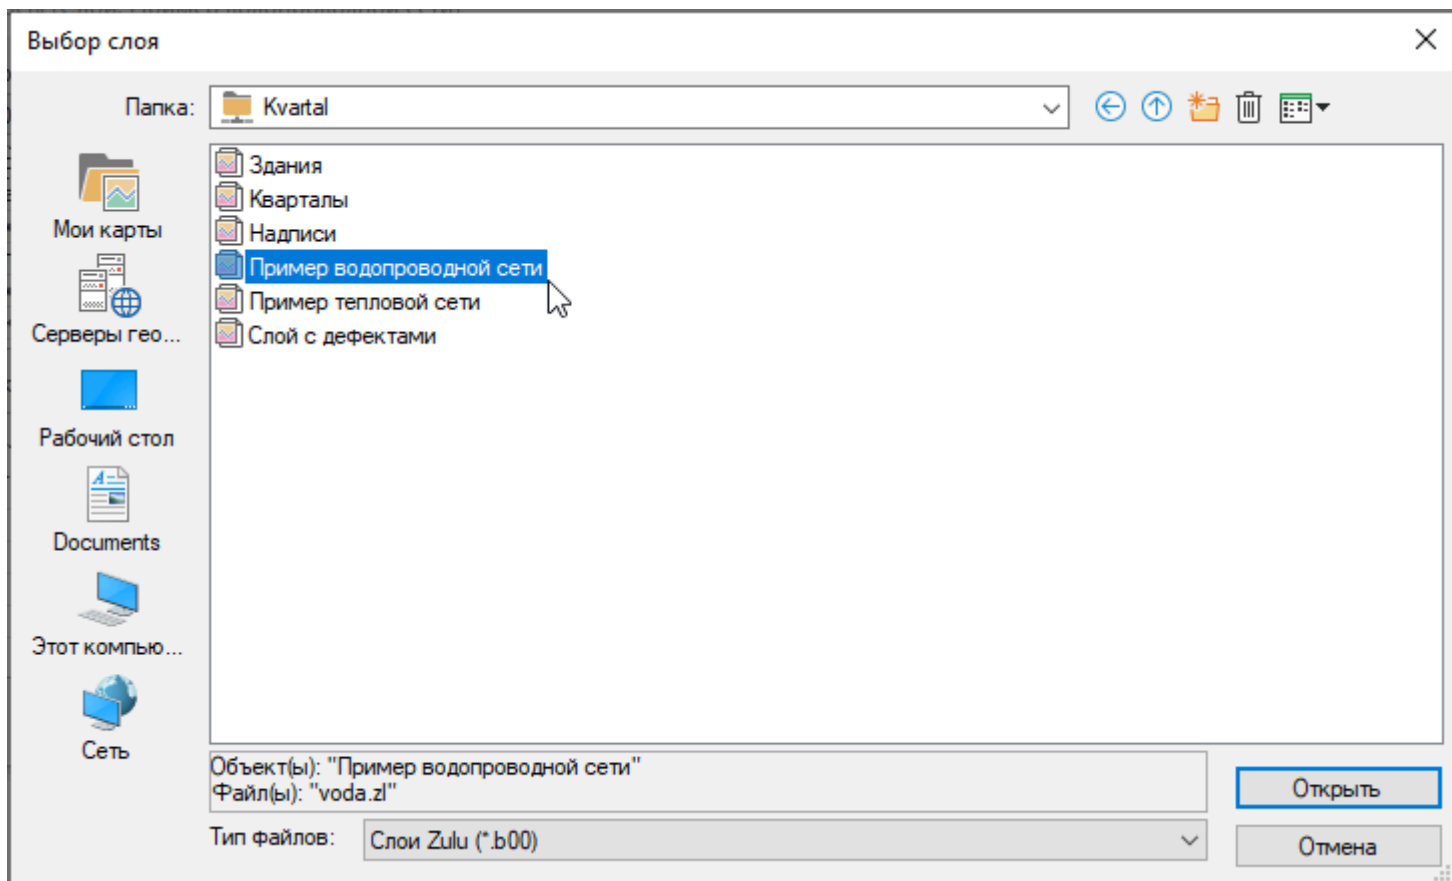 Выбор слоя
Папка: Kvartal
Здания
Кварталы
Надписи
Пример водопроводной сети
Пример тепловой сети
Слой с дефектами
Мои карты
Серверы гео...
Рабочий стол
Documents
Этот компью...
Сеть
Объект(ы): "Пример водопроводной сети"
Файл(ы): "voda.zl"
Открыть
Тип файлов: Слои Zulu (*.b00)
Отмена